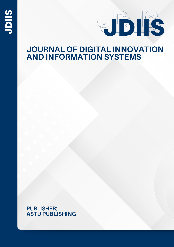 JDIIS
JDIIS
JOURNAL OF DIGITAL INNOVATION
AND INFORMATION SYSTEMS
PUBLISHER:
ASTU PUBLISHING